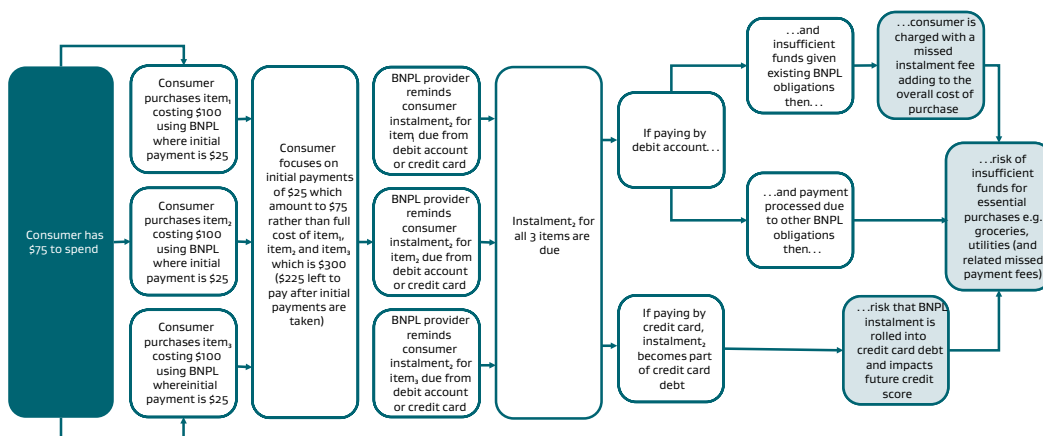 Consumer has
$75 to spend
Consumer
purchases item₁
costing $100
using BNPL
where initial
payment is $25
Consumer
purchases item₂
costing $100
using BNPL
where initial
payment is $25
Consumer
purchases item₃
costing $100
using BNPL
whereinitial
payment is $25
Consumer
focuses on
initial payments
of $25 which
amount to $75
rather than full
cost of item₁,
item₂ and item₃
which is $300
($225 left to
pay after initial
payments are
taken)
BNPL provider
reminds
consumer
instalment₂ for
item₁ due from
debit account
or credit card
BNPL provider
reminds
consumer
instalment₂ for
item₂ due from
debit account
or credit card
BNPL provider
reminds
consumer
instalment₂ for
item₃ due from
debit account
or credit card
Instalment₂ for
all 3 items are
due
If paying by
debit account...
If paying by
credit card,
instalment₂
becomes part
of credit card
debt
...and
insufficient
funds given
existing BNPL
obligations
then...
...and payment
processed due
to other BNPL
obligations
then...
...consumer is
charged with a
missed
instalment fee
adding to the
overall cost of
purchase
...risk that BNPL
instalment is
rolled into
credit card debt
and impacts
future credit
score
...risk of
insufficient
funds for
essential
purchases e.g.
groceries,
utilities (and
related missed
payment fees)